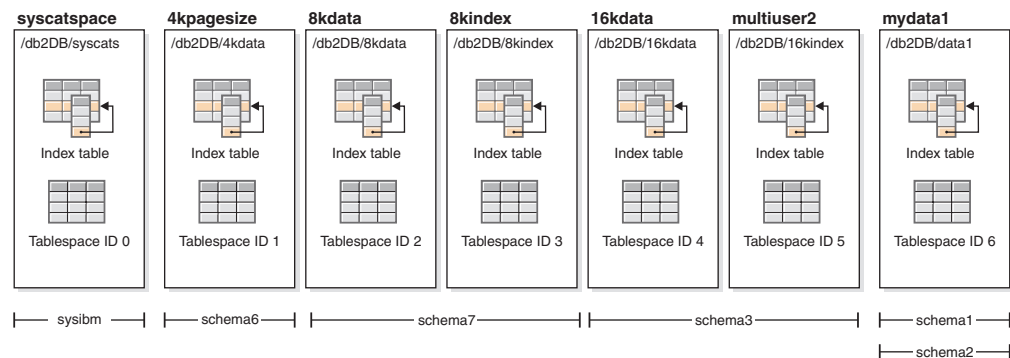 syscatspace 4kpagesize 8kdata 8kindex 16kdata multiuser2 mydata1
/db2DB/syscats /db2DB/4kdata /db2DB/8kdata /db2DB/8kindex /db2DB/16kdata /db2DB/16kindex /db2DB/data1
Index table Index table Index table Index table Index table Index table Index table
Tablespace ID 0 Tablespace ID 1 Tablespace ID 2 Tablespace ID 3 Tablespace ID 4 Tablespace ID 5 Tablespace ID 6
sysibm schema6 schema7 schema3 schema1
schema2